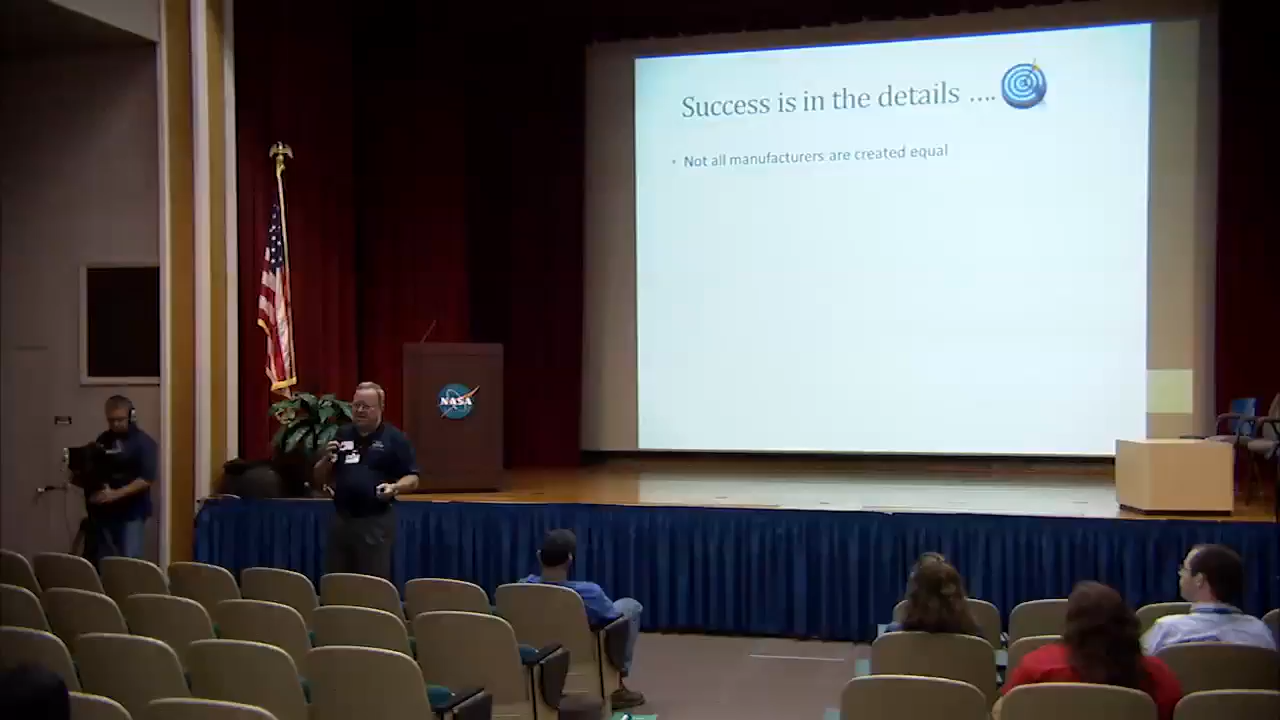 Success is in the details ....
• Not all manufacturers are created equal
NASA